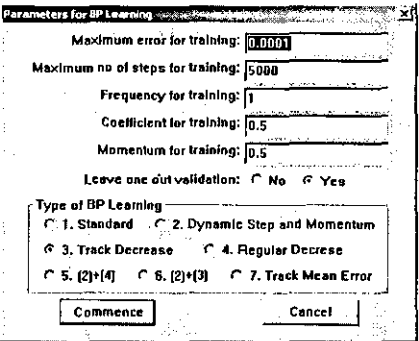 Parameters for BP Learning
Maximum error for training: 0.0001
Maximum no of steps for training: 5000
Frequency for training: 1
Coefficient for training: 0.5
Momentum for training: 0.5
Leave one out validation: No Yes
Type of BP Learning
1. Standard 2. Dynamic Step and Momentum
3. Track Decrease 4. Regular Decrese
5. (2)+(4) 6. (2)+(3) 7. Track Mean Error
Commence Cancel